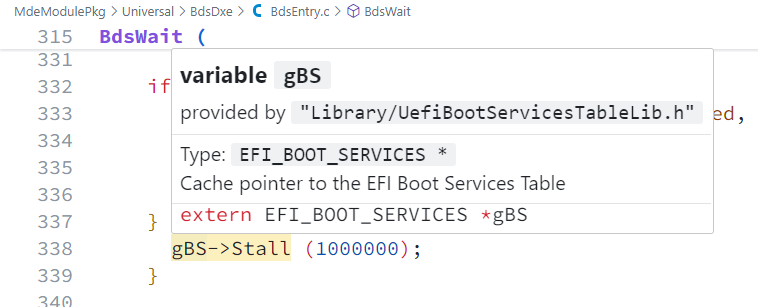 MdeModulePkg > Universal > BdsDxe > C BdsEntry.c > BdsWait
315 BdsWait (
331
332 if
333 ed,
334
335
336
337 }
338 gBS->Stall (1000000);
339 }
340
variable gBS
provided by "Library/UefiBootServicesTableLib.h"
Type: EFI_BOOT_SERVICES *
Cache pointer to the EFI Boot Services Table
extern EFI_BOOT_SERVICES *gBS